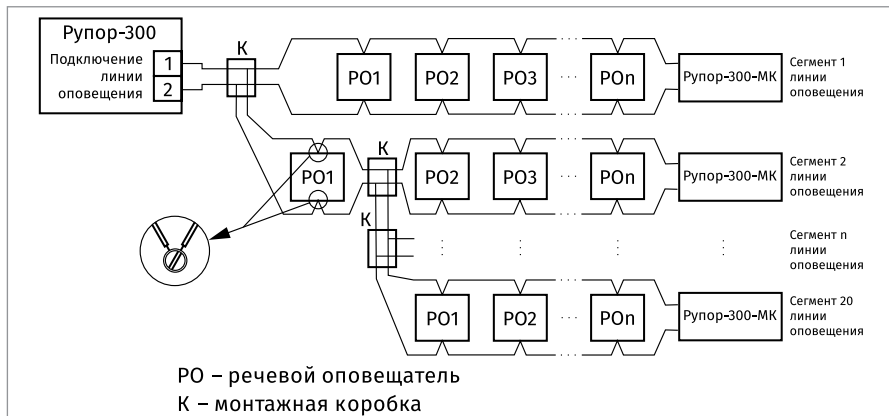 Рупор-300
Подключение
линии
оповещения
1
2
К
РО1
РО2
РО3
РОn
Рупор-300-МК
Сегмент 1
линии
оповещения
РО1
К
РО2
РО3
РОn
Рупор-300-МК
Сегмент 2
линии
оповещения
К
Сегмент n
линии
оповещения
РО1
РО2
РОn
Рупор-300-МК
Сегмент 20
линии
оповещения
РО – речевой оповещатель
К – монтажная коробка